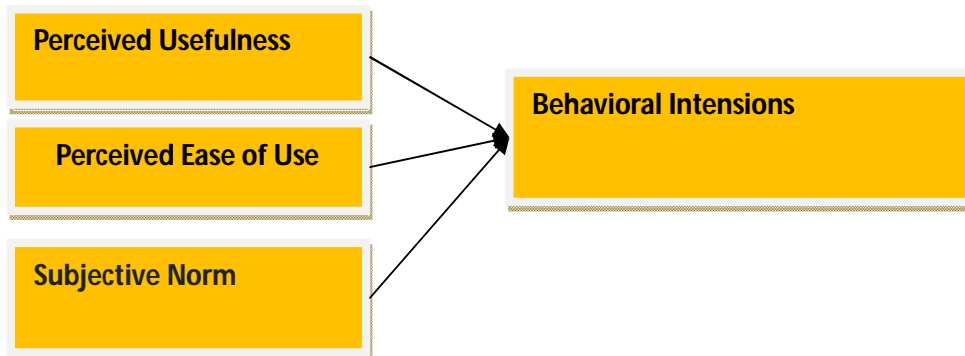 Perceived Usefulness
Perceived Ease of Use
Subjective Norm
Behavioral Intensions